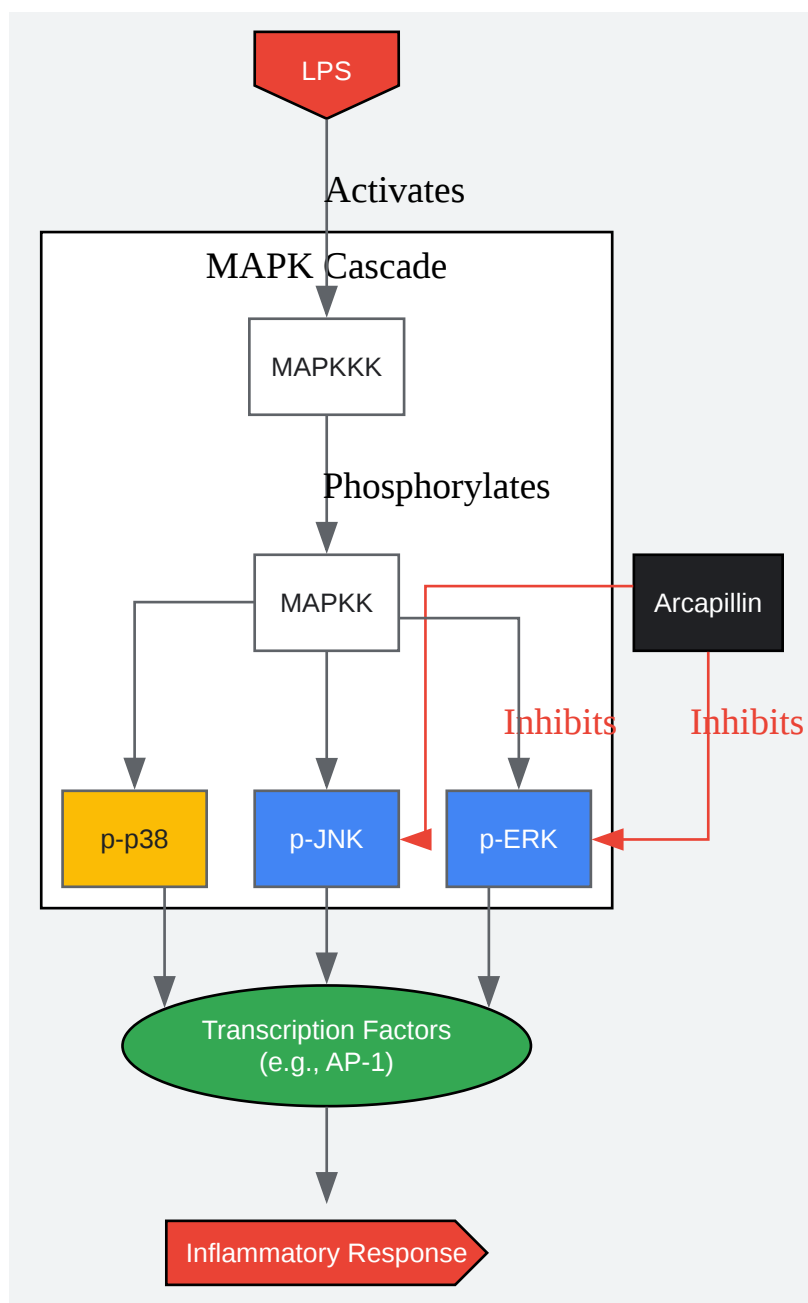 LPS
Activates
MAPK Cascade
MAPKKK
Phosphorylates
MAPKK
Arcapillin
Inhibits
Inhibits
p-p38
p-JNK
p-ERK
Transcription Factors
(e.g., AP-1)
Inflammatory Response